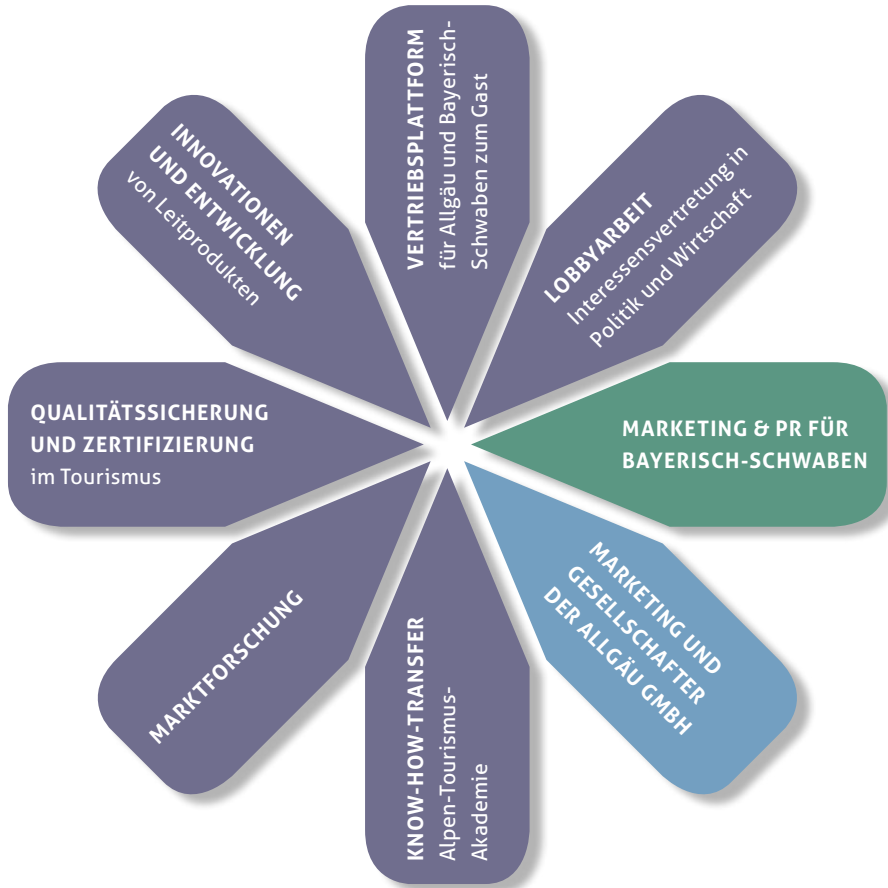 VERTRIEBSPLATTFORM
für Allgäu und Bayerisch-
Schwaben zum Gast
LOBBYARBEIT
Interessensvertretung in
Politik und Wirtschaft
MARKETING & PR FÜR
BAYERISCH-SCHWABEN
MARKETING UND
GESELLSCHAFTER
DER ALLGÄU GMBH
KNOW-HOW-TRANSFER
Alpen-Tourismus-
Akademie
MARKTFORSCHUNG
QUALITÄTSSICHERUNG
UND ZERTIFIZIERUNG
im Tourismus
INNOVATIONEN
UND ENTWICKLUNG
von Leitprodukten